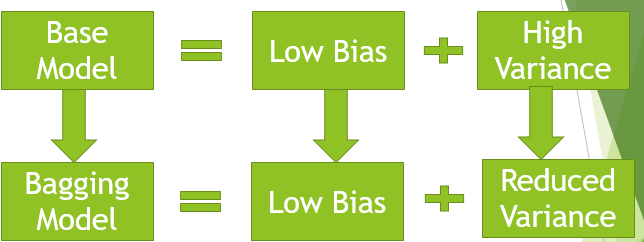 Base
Model
Low Bias
High
Variance
Bagging
Model
Low Bias
Reduced
Variance